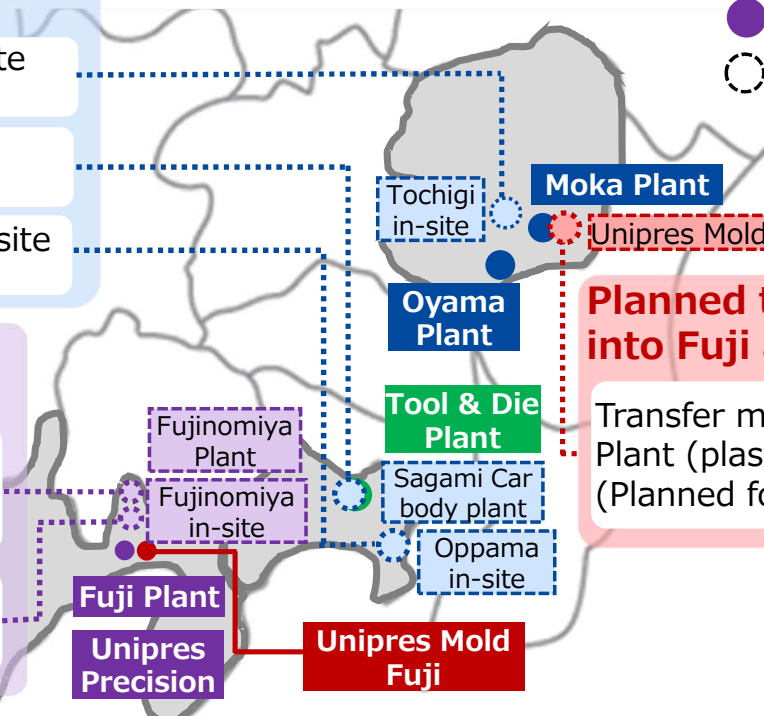 te
site
Tochigi
in-site
Moka Plant
Unipres Mold
Oyama
Plant
Planned t
into Fuji
Transfer m
Plant (plas
(Planned fo
Tool & Die
Plant
Fujinomiya
Plant
Fujinomiya
in-site
Sagami Car
body plant
Oppama
in-site
Fuji Plant
Unipres
Precision
Unipres Mold
Fuji